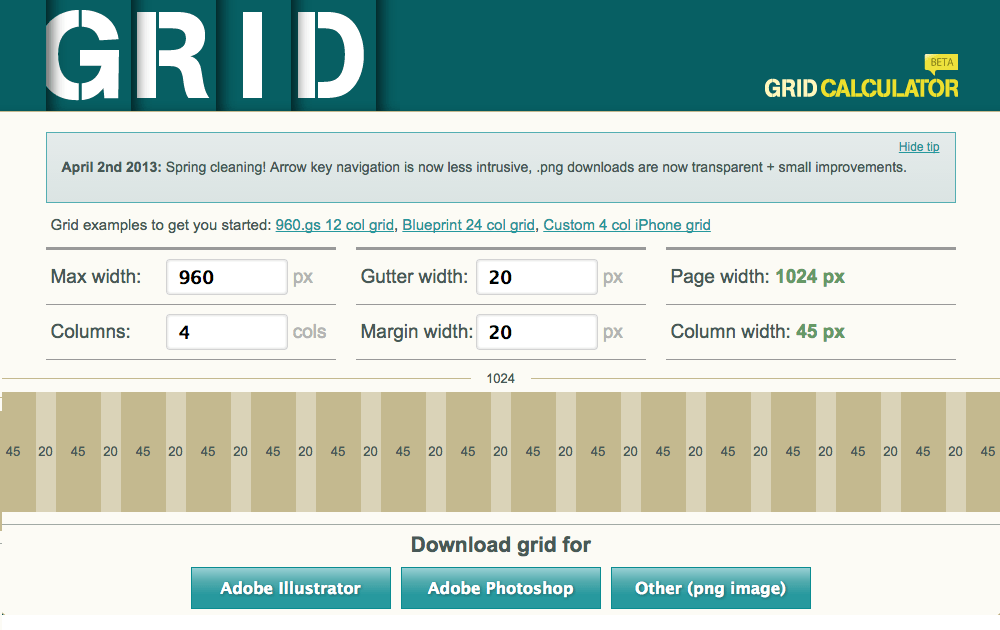 GRID
BETA
GRID CALCULATOR
Hide tip
April 2nd 2013: Spring cleaning! Arrow key navigation is now less intrusive, .png downloads are now transparent + small improvements.
Grid examples to get you started: 960.gs 12 col grid, Blueprint 24 col grid, Custom 4 col iPhone grid
Max width: 960 px Gutter width: 20 px Page width: 1024 px
Columns: 4 cols Margin width: 20 px Column width: 45 px
1024
45 20 45 20 45 20 45 20 45 20 45 20 45 20 45 20 45 20 45 20 45 20 45 20 45 20 45 20 45 20 45
Download grid for
Adobe Illustrator Adobe Photoshop Other (png image)